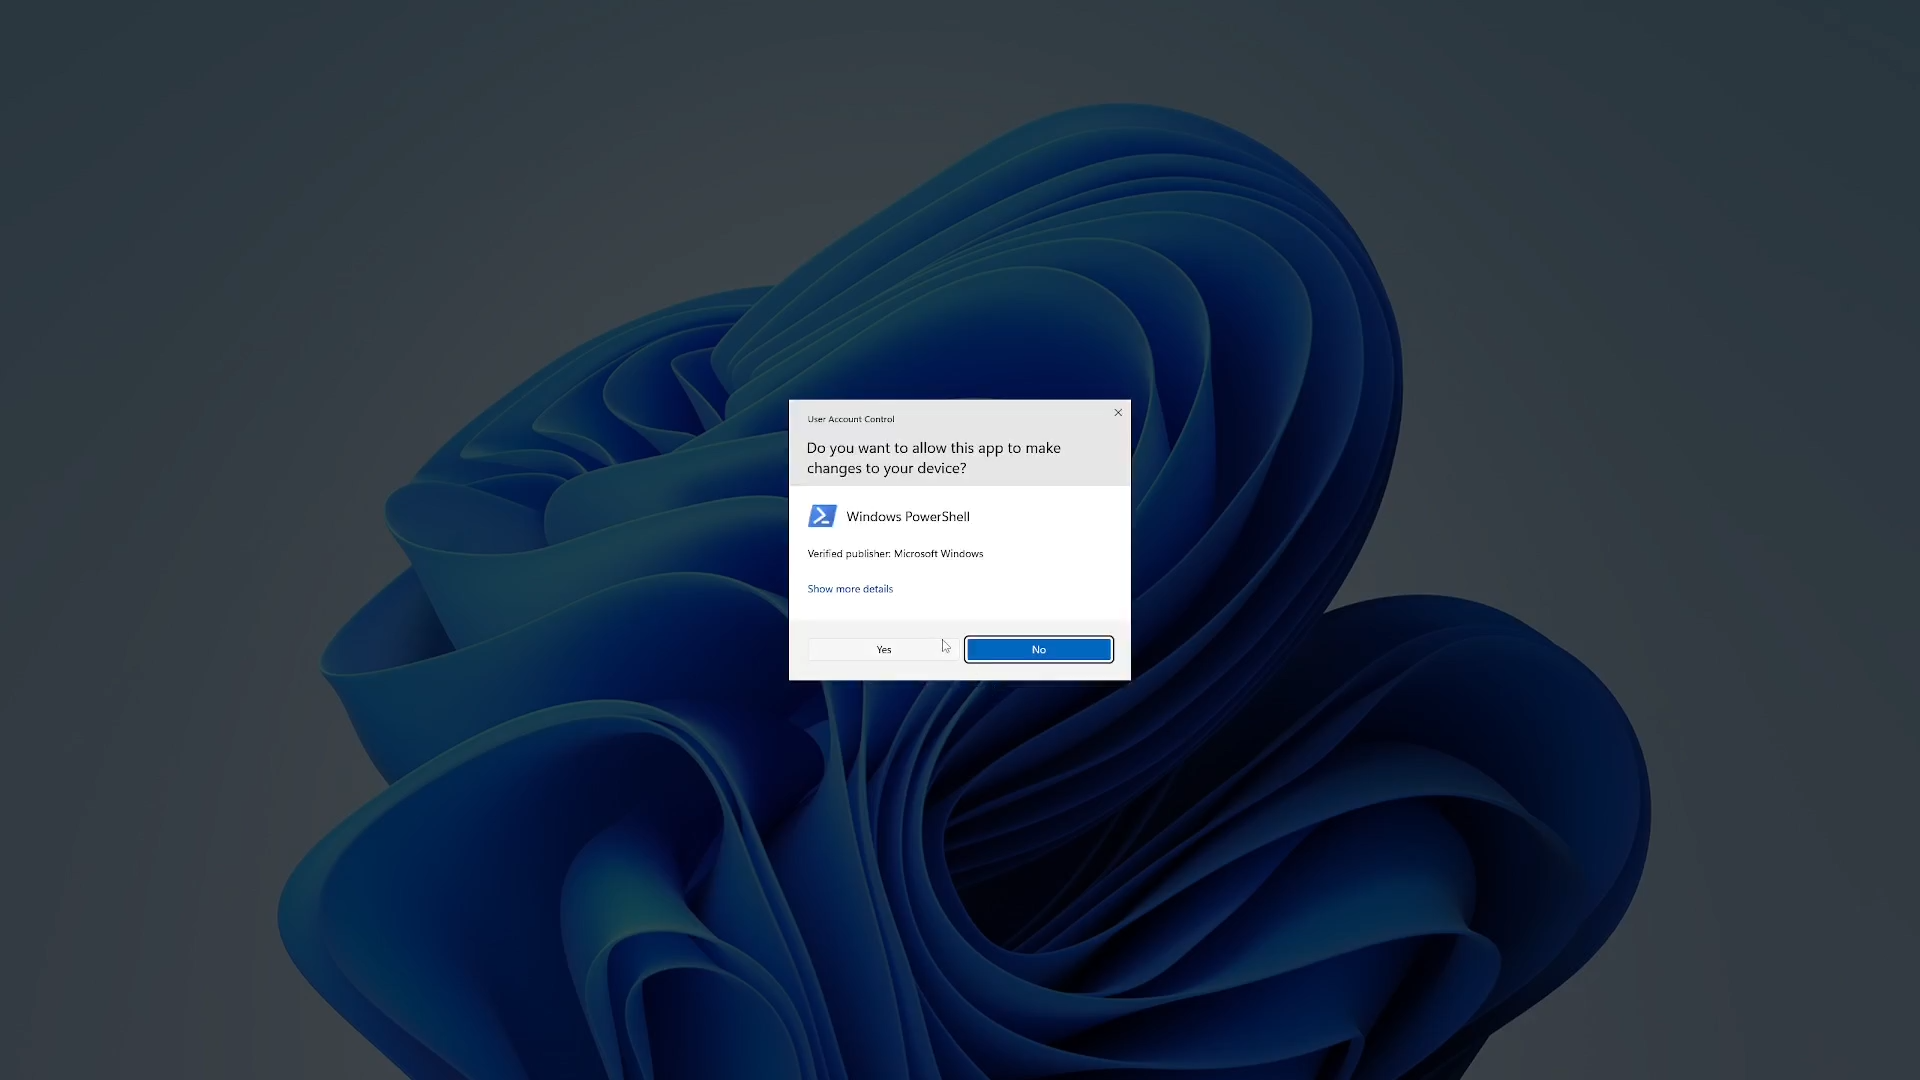 User Account Control
Do you want to allow this app to make
changes to your device?
Windows PowerShell
Verified publisher: Microsoft Windows
Show more details
Yes
No